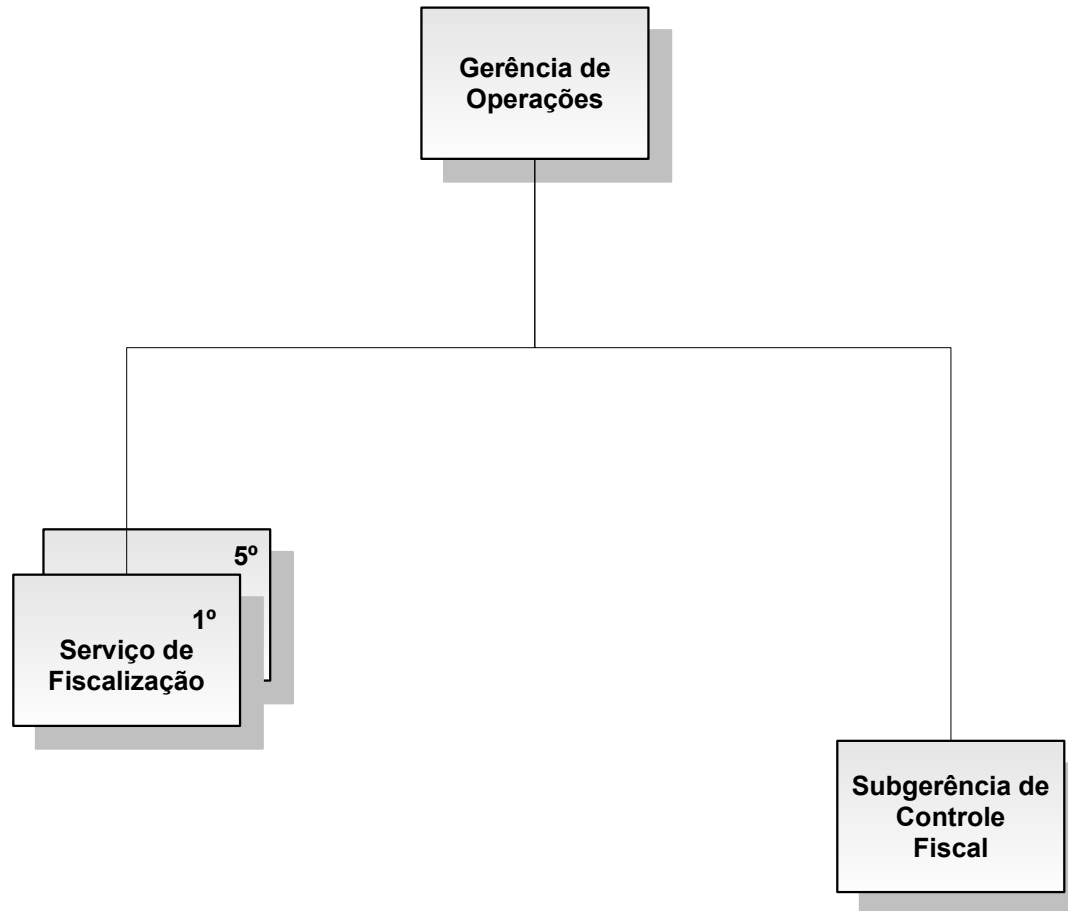 Gerência de
Operações
5º
1º
Serviço de
Fiscalização
Subgerência de
Controle
Fiscal